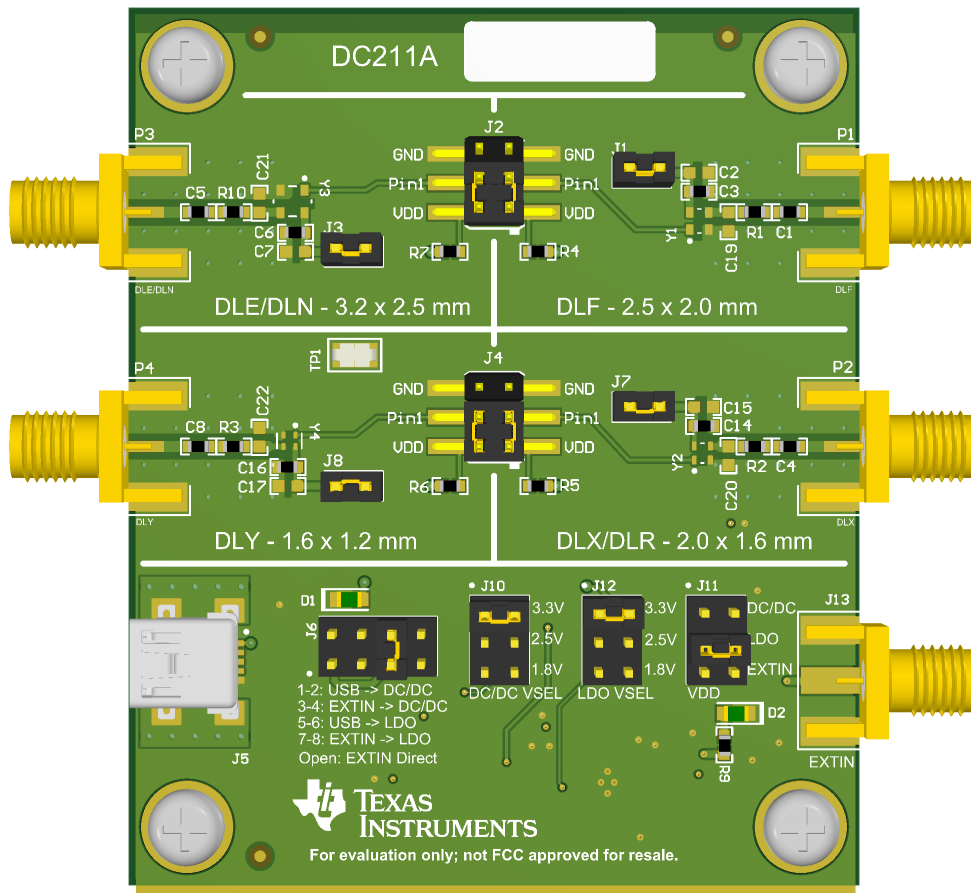 DC211A
P3
J2
P1
J1
GND
GND
C21
C2
Pin1
Pin1
C3
Y3
C5
R10
VDD
VDD
R1
C1
C6
J3
Y1
C19
C7
R7
R4
DLE/DLN
DLF
DLE/DLN - 3.2 x 2.5 mm
DLF - 2.5 x 2.0 mm
TP1
P4
J4
P2
J7
GND
GND
C22
C15
Pin1
Pin1
C14
Y4
C8
R3
VDD
VDD
R2
C4
C16
J8
Y2
C20
C17
R6
R5
DLY
DLX
DLY - 1.6 x 1.2 mm
DLX/DLR - 2.0 x 1.6 mm
D1
J6
J10
J12
J11
J13
3.3V
3.3V
DC/DC
2.5V
2.5V
LDO
1.8V
1.8V
EXTIN
DC/DC VSEL
LDO VSEL
VDD
1-2: USB -> DC/DC
3-4: EXTIN -> DC/DC
5-6: USB -> LDO
7-8: EXTIN -> LDO
Open: EXTIN Direct
J5
D2
R9
EXTIN
TEXAS
INSTRUMENTS
For evaluation only; not FCC approved for resale.